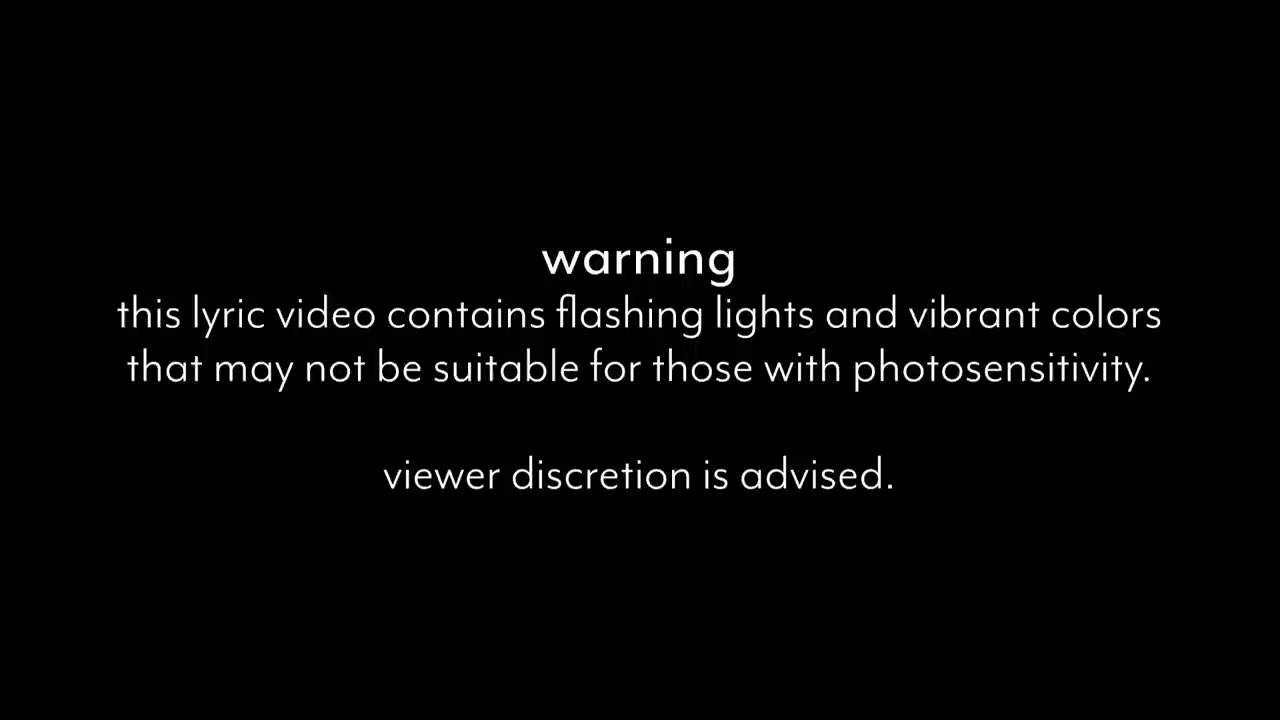 warning
this lyric video contains flashing lights and vibrant colors
that may not be suitable for those with photosensitivity.
viewer discretion is advised.